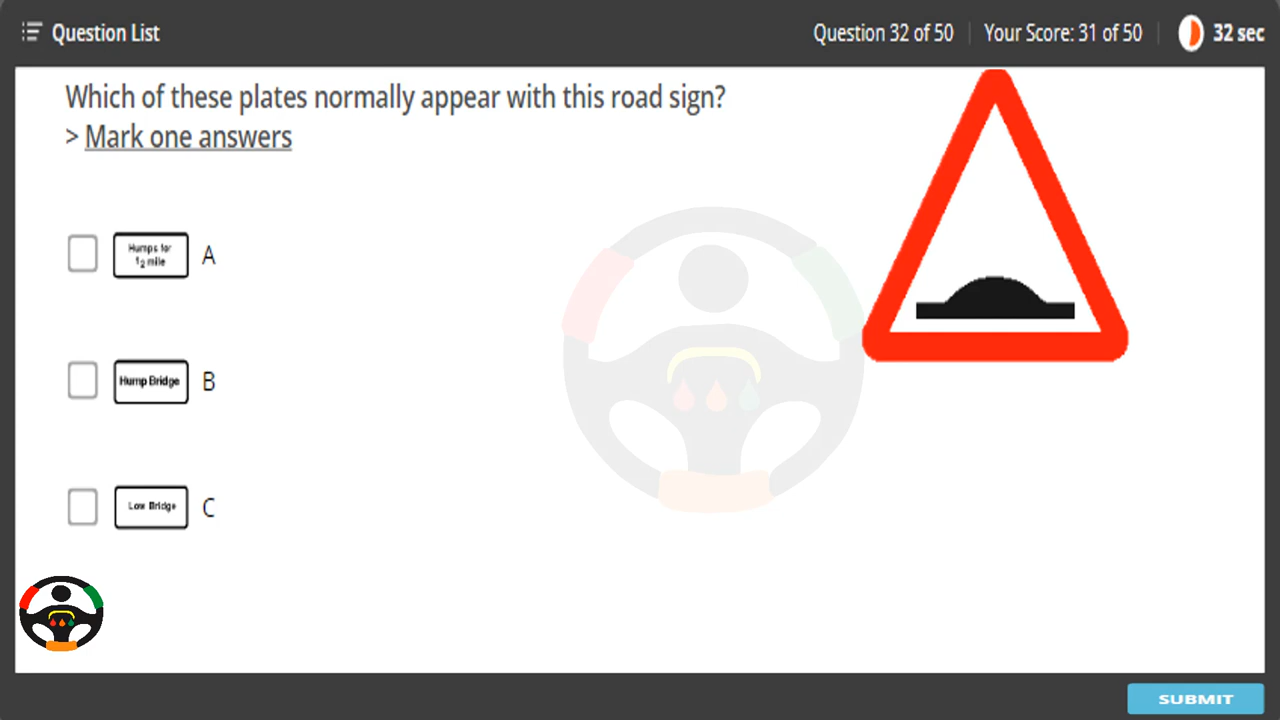 Question List
Question 32 of 50
Your Score: 31 of 50
32 sec
Which of these plates normally appear with this road sign?
> Mark one answers
Humps for
1/2 mile
A
Hump Bridge
B
Low Bridge
C
SUBMIT